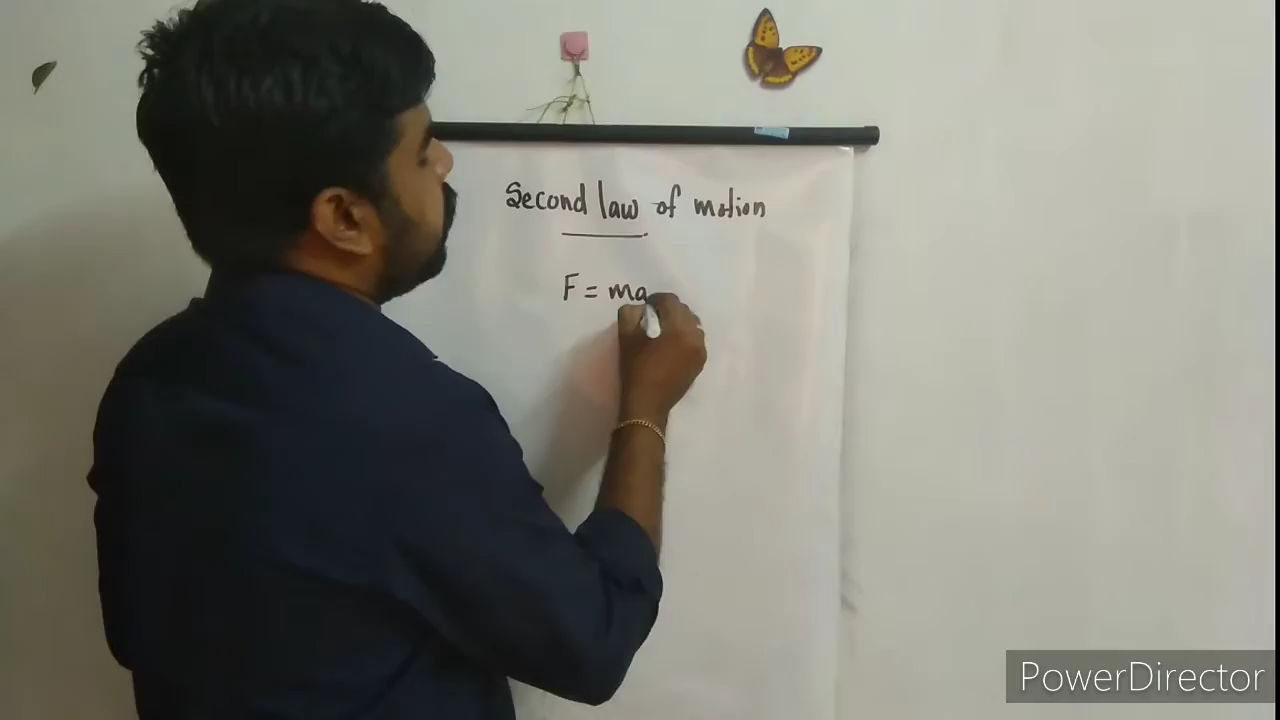 Second law of motion
F = ma
PowerDirector